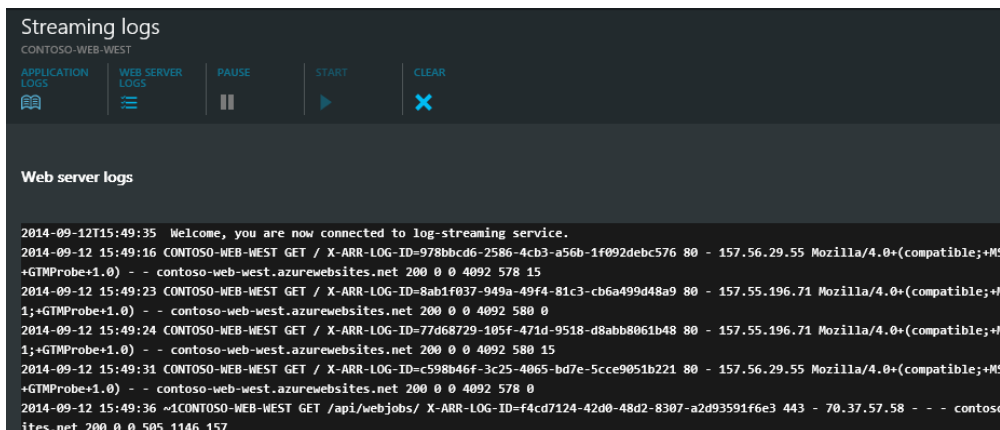 Streaming logs
CONTOSO-WEB-WEST
APPLICATION LOGS
WEB SERVER LOGS
PAUSE
START
CLEAR
Web server logs
2014-09-12T15:49:35  Welcome, you are now connected to log-streaming service.
2014-09-12 15:49:16 CONTOSO-WEB-WEST GET / X-ARR-LOG-ID=978bbcd6-2586-4cb3-a56b-1f092debc576 80 - 157.56.29.55 Mozilla/4.0+(compatible;+MS
+GTMProbe+1.0) - - contoso-web-west.azurewebsites.net 200 0 0 4092 578 15
2014-09-12 15:49:23 CONTOSO-WEB-WEST GET / X-ARR-LOG-ID=8ab1f037-949a-49f4-81c3-cb6a499d48a9 80 - 157.55.196.71 Mozilla/4.0+(compatible;+M
1;+GTMProbe+1.0) - - contoso-web-west.azurewebsites.net 200 0 0 4092 580 0
2014-09-12 15:49:24 CONTOSO-WEB-WEST GET / X-ARR-LOG-ID=77d68729-105f-471d-9518-d8abb8061b48 80 - 157.55.196.71 Mozilla/4.0+(compatible;+M
1;+GTMProbe+1.0) - - contoso-web-west.azurewebsites.net 200 0 0 4092 580 15
2014-09-12 15:49:31 CONTOSO-WEB-WEST GET / X-ARR-LOG-ID=c598b46f-3c25-4065-bd7e-5cce9051b221 80 - 157.56.29.55 Mozilla/4.0+(compatible;+MS
+GTMProbe+1.0) - - contoso-web-west.azurewebsites.net 200 0 0 4092 578 0
2014-09-12 15:49:36 ~1CONTOSO-WEB-WEST GET /api/webjobs/ X-ARR-LOG-ID=f4cd7124-42d0-48d2-8307-a2d93591f6e3 443 - 70.37.57.58 - - - contoso
ites.net 200 0 0 505 1146 157